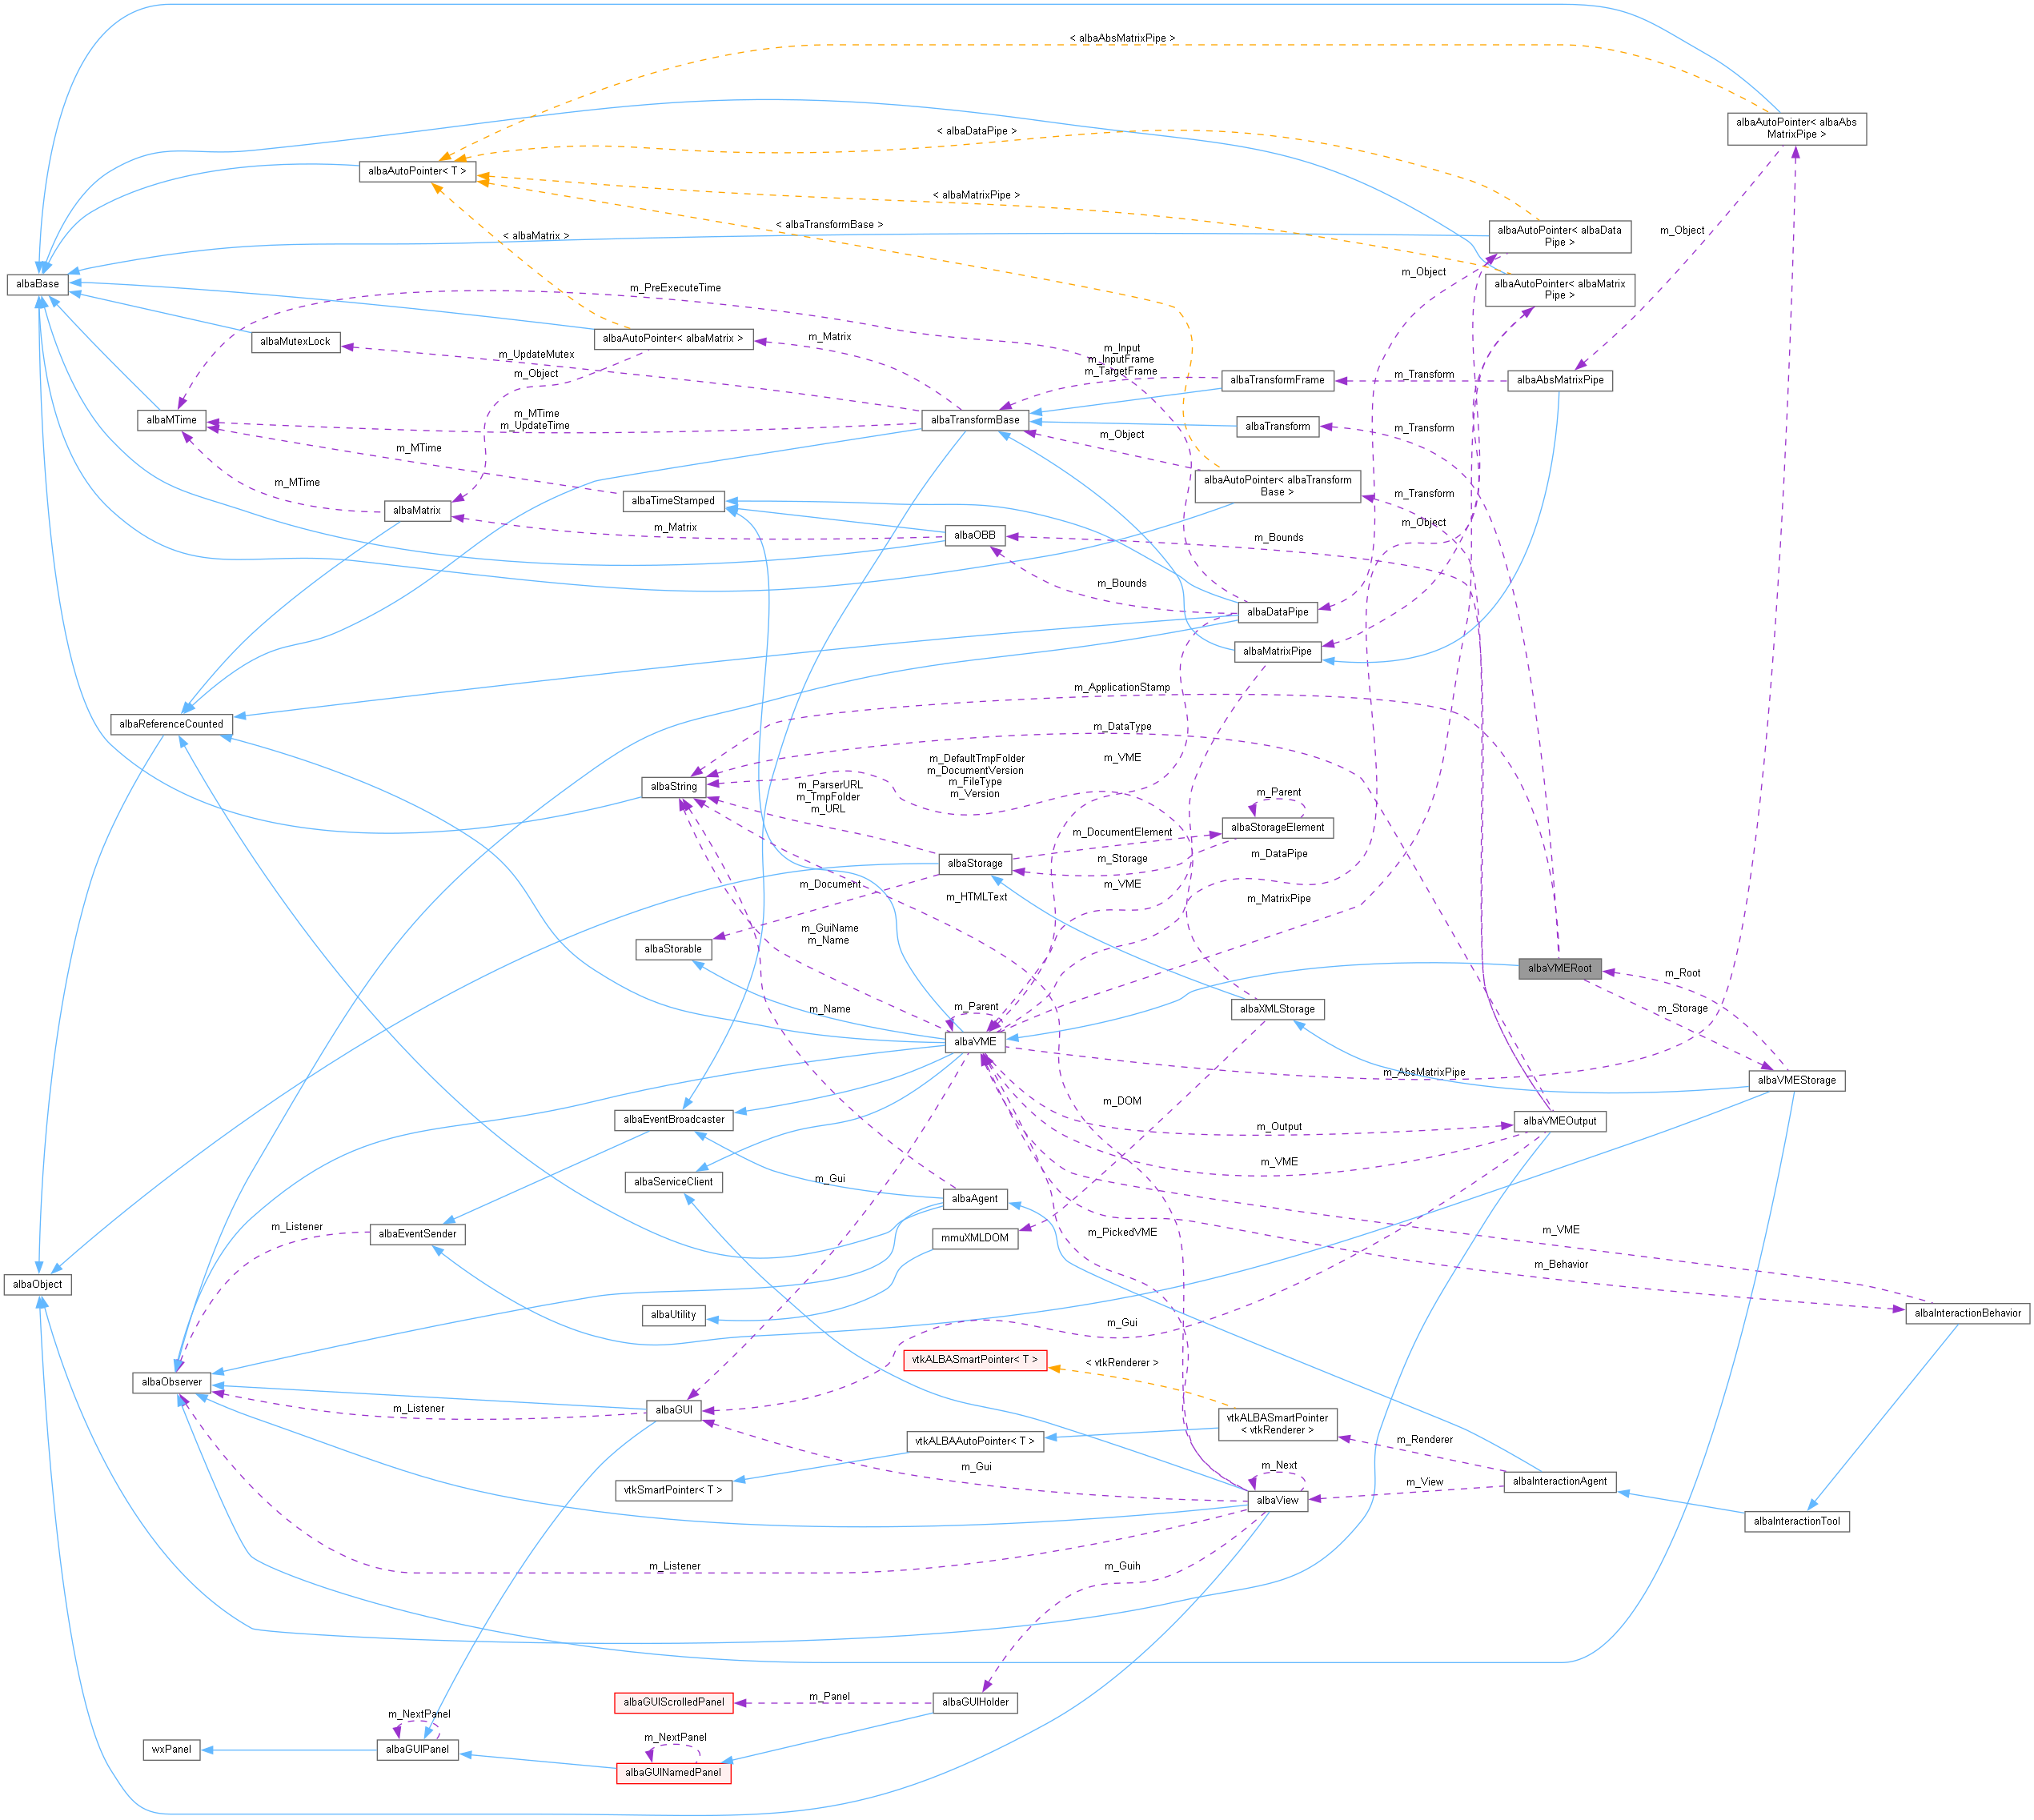 < albaAbsMatrixPipe >
albaAutoPointer< albaAbs
MatrixPipe >
< albaDataPipe >
albaAutoPointer< T >
< albaMatrixPipe >
< albaTransformBase >
albaAutoPointer< albaData
Pipe >
m_Object
< albaMatrix >
m_Object
albaBase
m_PreExecuteTime
albaAutoPointer< albaMatrix
Pipe >
albaMutexLock
albaAutoPointer< albaMatrix >
m_Matrix
m_UpdateMutex
m_Object
m_Input
m_InputFrame
m_TargetFrame
albaTransformFrame
m_Transform
albaAbsMatrixPipe
albaMTime
m_MTime
m_UpdateTime
albaTransformBase
albaTransform
m_Transform
m_Object
m_MTime
m_MTime
albaAutoPointer< albaTransform
Base >
m_Transform
albaMatrix
albaTimeStamped
m_Matrix
albaOBB
m_Bounds
m_Object
m_Bounds
albaDataPipe
albaMatrixPipe
m_ApplicationStamp
albaReferenceCounted
m_DataType
albaString
m_DefaultTmpFolder
m_DocumentVersion
m_FileType
m_Version
m_VME
m_ParserURL
m_TmpFolder
m_URL
m_Parent
albaStorageElement
m_DocumentElement
albaStorage
m_Storage
m_DataPipe
m_Document
m_HTMLText
m_VME
m_MatrixPipe
m_GuiName
m_Name
albaStorable
albaVMERoot
m_Root
m_Name
m_Parent
albaXMLStorage
m_Storage
albaVME
m_AbsMatrixPipe
albaVMEStorage
m_DOM
albaEventBroadcaster
m_Output
albaVMEOutput
m_VME
albaServiceClient
m_Gui
albaAgent
m_Listener
albaEventSender
mmuXMLDOM
m_PickedVME
m_VME
m_Behavior
albaObject
albaUtility
m_Gui
albaInteractionBehavior
vtkALBASmartPointer< T >
< vtkRenderer >
albaObserver
m_Listener
albaGUI
vtkALBASmartPointer
< vtkRenderer >
vtkALBAAutoPointer< T >
m_Renderer
m_Gui
m_Next
m_View
albaInteractionAgent
vtkSmartPointer< T >
albaView
albaInteractionTool
m_Listener
m_Guih
albaGUIScrolledPanel
m_Panel
albaGUIHolder
m_NextPanel
wxPanel
albaGUIPanel
m_NextPanel
albaGUINamedPanel